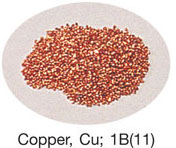 Copper, Cu; 1B(11)